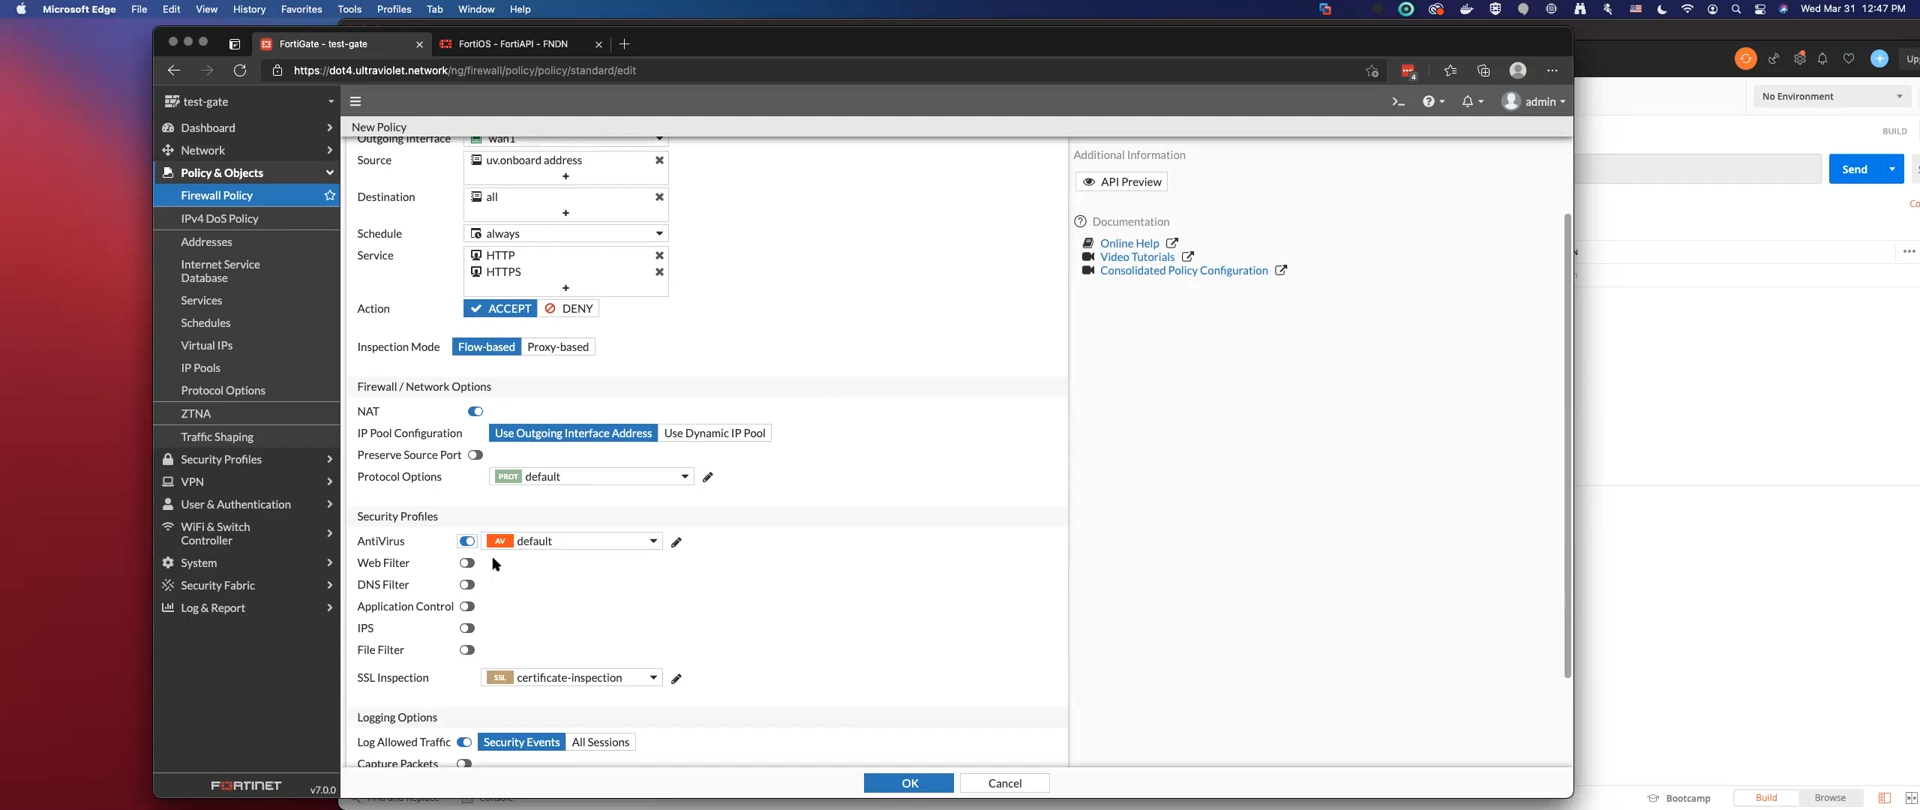 Microsoft Edge File Edit View History Favorites Tools Profiles Tab Window Help Wed Mar 31 12:47 PM
FortiGate - test-gate
FortiOS - FortiAPI - FNDN
https://dot4.ultraviolet.network/ng/firewall/policy/policy/standard/edit
4
test-gate
admin
Dashboard
Network
Policy & Objects
Firewall Policy
IPv4 DoS Policy
Addresses
Internet Service
Database
Services
Schedules
Virtual IPs
IP Pools
Protocol Options
ZTNA
Traffic Shaping
Security Profiles
VPN
User & Authentication
WiFi & Switch
Controller
System
Security Fabric
Log & Report
FORTINET v7.0.0
New Policy
Outgoing Interface wan1
Source uv.onboard address
+
Destination all
+
Schedule always
Service HTTP
HTTPS
+
Action ACCEPT DENY
Inspection Mode Flow-based Proxy-based
Firewall / Network Options
NAT
IP Pool Configuration Use Outgoing Interface Address Use Dynamic IP Pool
Preserve Source Port
Protocol Options PROT default
Security Profiles
AntiVirus AV default
Web Filter
DNS Filter
Application Control
IPS
File Filter
SSL Inspection SSL certificate-inspection
Logging Options
Log Allowed Traffic Security Events All Sessions
Capture Packets
OK Cancel
Additional Information
API Preview
Documentation
Online Help
Video Tutorials
Consolidated Policy Configuration
Up
No Environment
BUILD
Send
S
Co
Find and Replace Console
Bootcamp Build Browse